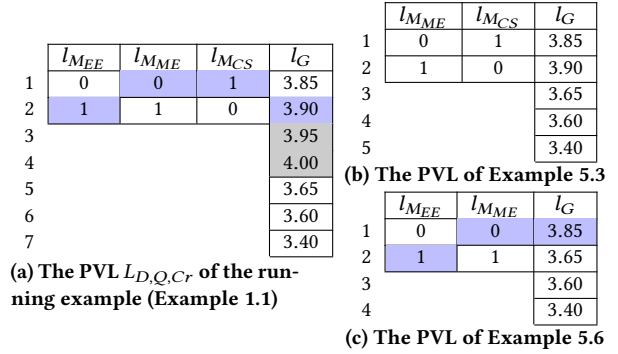 l_{M_{EE}} l_{M_{ME}} l_{M_{CS}} l_G
1 0 0 1 3.85
2 1 1 0 3.90
3 3.95
4 4.00
5 3.65
6 3.60
7 3.40
(a) The PVL L_{D,Q,Cr} of the run-
ning example (Example 1.1)
l_{M_{ME}} l_{M_{CS}} l_G
1 0 1 3.85
2 1 0 3.90
3 3.65
4 3.60
5 3.40
(b) The PVL of Example 5.3
l_{M_{EE}} l_{M_{ME}} l_G
1 0 0 3.85
2 1 1 3.65
3 3.60
4 3.40
(c) The PVL of Example 5.6